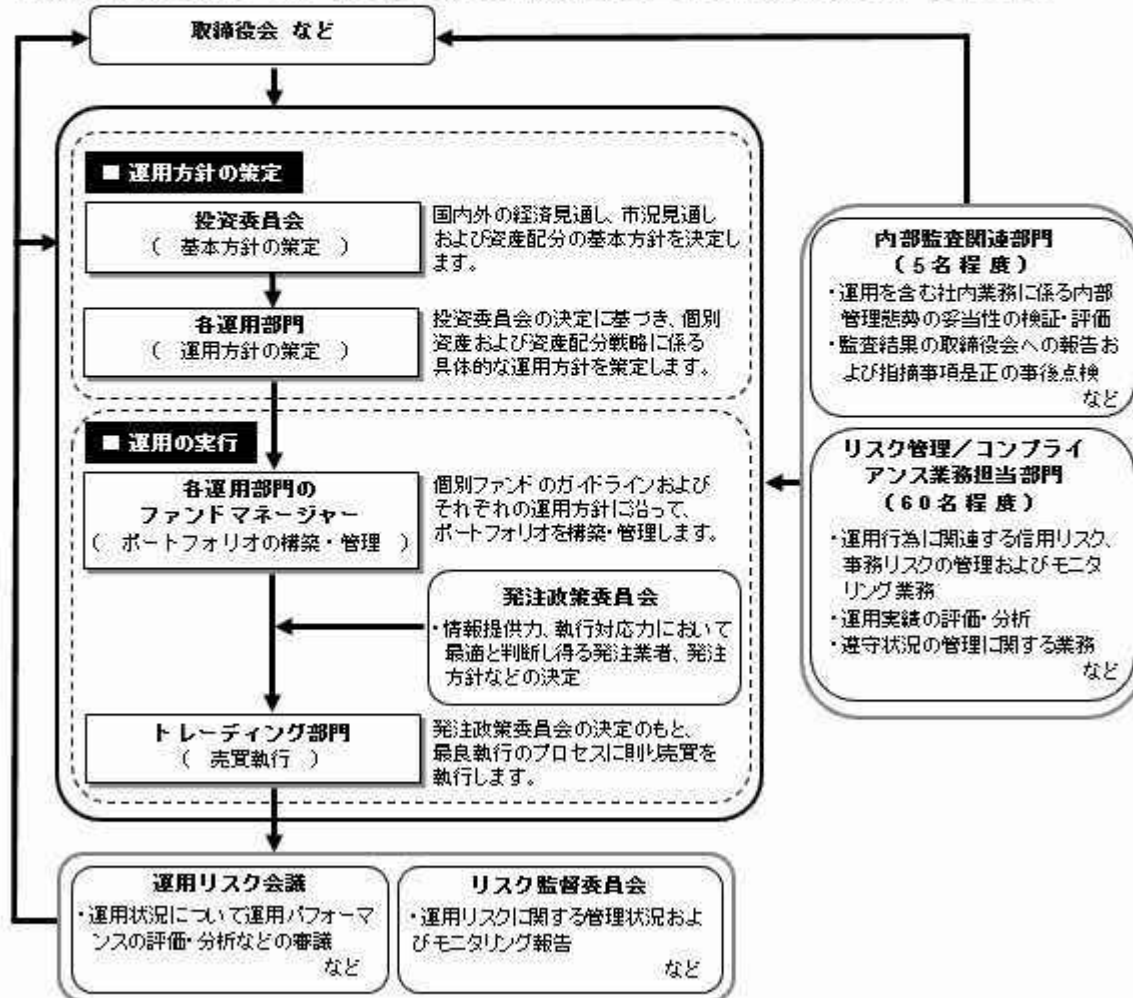 取締役会 など
■ 運用方針の策定
投資委員会
( 基本方針の策定 )
国内外の経済見通し、市況見通し
および資産配分の基本方針を決定し
ます。
各運用部門
( 運用方針の策定 )
投資委員会の決定に基づき、個別
資産および資産配分戦略に係る
具体的な運用方針を策定します。
■ 運用の実行
各運用部門の
ファンドマネージャー
( ポートフォリオの構築・管理 )
個別ファンドのガイドラインおよび
それぞれの運用方針に沿って、
ポートフォリオを構築・管理します。
発注政策委員会
・情報提供力、執行対応力において
最適と判断し得る発注業者、発注
方針などの決定
トレーディング部門
( 売買執行 )
発注政策委員会の決定のもと、
最良執行のプロセスに則り売買を
執行します。
運用リスク会議
・運用状況について運用パフォーマ
ンスの評価・分析などの審議
など
リスク監督委員会
・運用リスクに関する管理状況およ
びモニタリング報告
など
内部監査関連部門
(5名程度)
・運用を含む社内業務に係る内部
管理態勢の妥当性の検証・評価
・監査結果の取締役会への報告お
よび指摘事項是正の事後点検
など
リスク管理/コンプライ
アンス業務担当部門
(60名程度)
・運用行為に関連する信用リスク、
事務リスクの管理およびモニタ
リング業務
・運用実績の評価・分析
・遵守状況の管理に関する業務
など